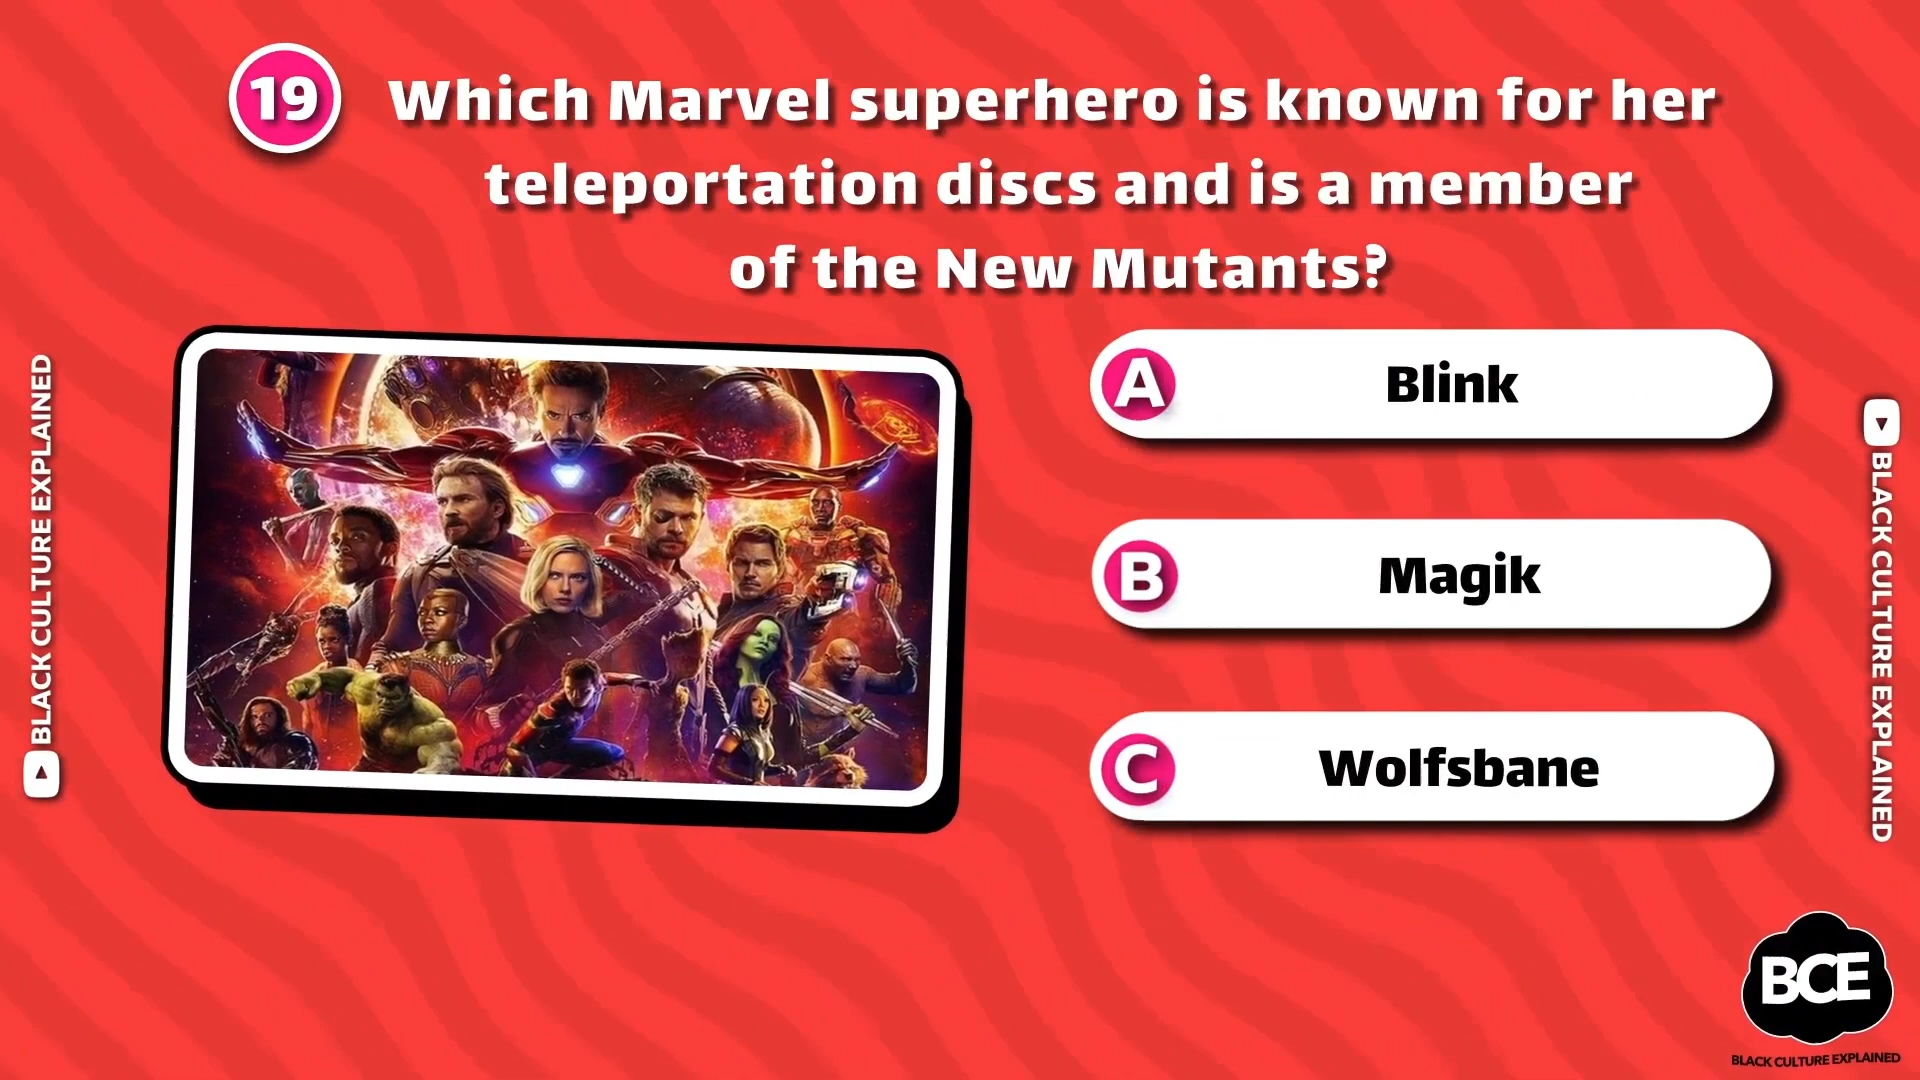 19
Which Marvel superhero is known for her
teleportation discs and is a member
of the New Mutants?
A Blink
B Magik
C Wolfsbane
BLACK CULTURE EXPLAINED
BLACK CULTURE EXPLAINED
BCE
BLACK CULTURE EXPLAINED